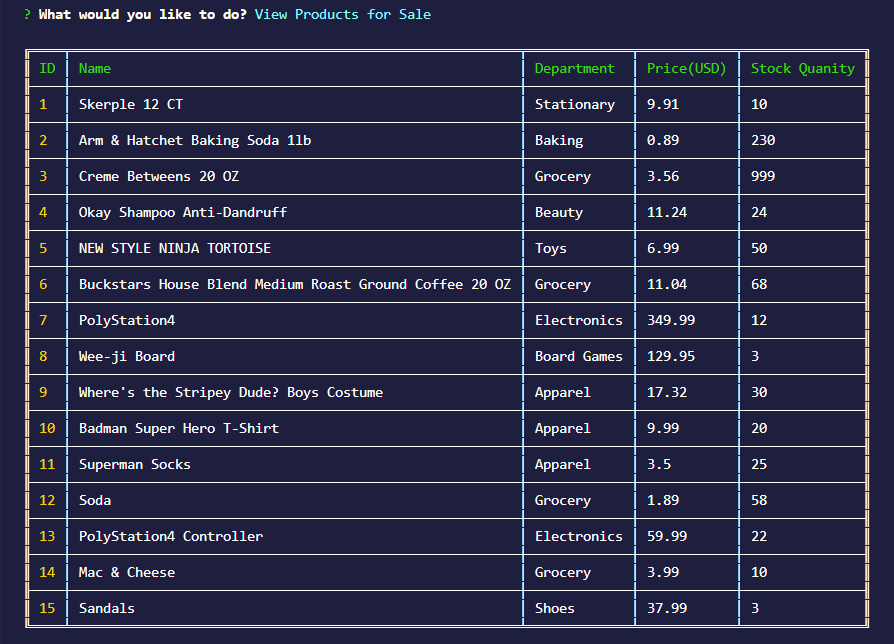 ? What would you like to do? View Products for Sale
ID Name Department Price(USD) Stock Quanity
1 Skerple 12 CT Stationary 9.91 10
2 Arm & Hatchet Baking Soda 1lb Baking 0.89 230
3 Creme Betweens 20 OZ Grocery 3.56 999
4 Okay Shampoo Anti-Dandruff Beauty 11.24 24
5 NEW STYLE NINJA TORTOISE Toys 6.99 50
6 Buckstars House Blend Medium Roast Ground Coffee 20 OZ Grocery 11.04 68
7 PolyStation4 Electronics 349.99 12
8 Wee-ji Board Board Games 129.95 3
9 Where's the Stripey Dude? Boys Costume Apparel 17.32 30
10 Badman Super Hero T-Shirt Apparel 9.99 20
11 Superman Socks Apparel 3.5 25
12 Soda Grocery 1.89 58
13 PolyStation4 Controller Electronics 59.99 22
14 Mac & Cheese Grocery 3.99 10
15 Sandals Shoes 37.99 3